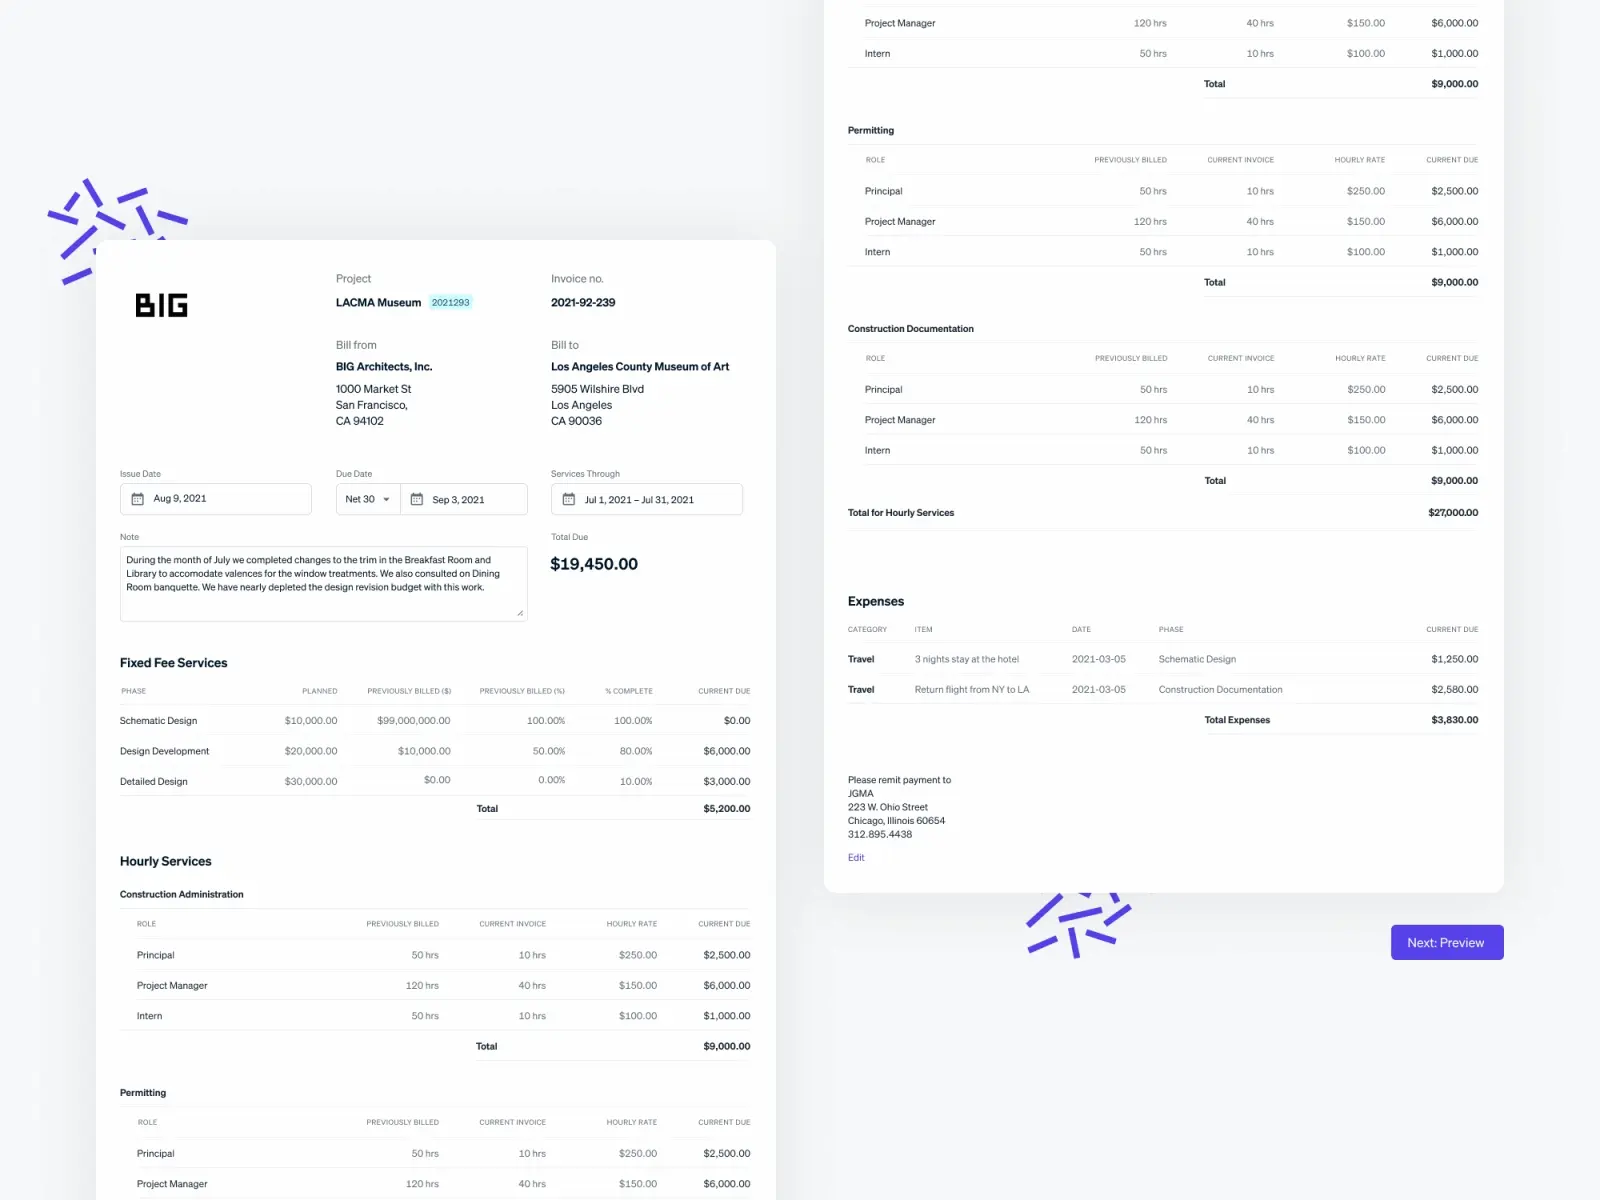 BIG
Project
LACMA Museum 2021293
Invoice no.
2021-92-239
Bill from
BIG Architects, Inc.
1000 Market St
San Francisco,
CA 94102
Bill to
Los Angeles County Museum of Art
5905 Wilshire Blvd
Los Angeles
CA 90036
Issue Date
Aug 9, 2021
Due Date
Net 30 Sep 3, 2021
Services Through
Jul 1, 2021 – Jul 31, 2021
Note
During the month of July we completed changes to the trim in the Breakfast Room and
Library to accomodate valences for the window treatments. We also consulted on Dining
Room banquette. We have nearly depleted the design revision budget with this work.
Total Due
$19,450.00
Fixed Fee Services
PHASE PLANNED PREVIOUSLY BILLED ($) PREVIOUSLY BILLED (%) % COMPLETE CURRENT DUE
Schematic Design $10,000.00 $99,000,000.00 100.00% 100.00% $0.00
Design Development $20,000.00 $10,000.00 50.00% 80.00% $6,000.00
Detailed Design $30,000.00 $0.00 0.00% 10.00% $3,000.00
Total $5,200.00
Hourly Services
Construction Administration
ROLE PREVIOUSLY BILLED CURRENT INVOICE HOURLY RATE CURRENT DUE
Principal 50 hrs 10 hrs $250.00 $2,500.00
Project Manager 120 hrs 40 hrs $150.00 $6,000.00
Intern 50 hrs 10 hrs $100.00 $1,000.00
Total $9,000.00
Permitting
ROLE PREVIOUSLY BILLED CURRENT INVOICE HOURLY RATE CURRENT DUE
Principal 50 hrs 10 hrs $250.00 $2,500.00
Project Manager 120 hrs 40 hrs $150.00 $6,000.00
Project Manager 120 hrs 40 hrs $150.00 $6,000.00
Intern 50 hrs 10 hrs $100.00 $1,000.00
Total $9,000.00
Permitting
ROLE PREVIOUSLY BILLED CURRENT INVOICE HOURLY RATE CURRENT DUE
Principal 50 hrs 10 hrs $250.00 $2,500.00
Project Manager 120 hrs 40 hrs $150.00 $6,000.00
Intern 50 hrs 10 hrs $100.00 $1,000.00
Total $9,000.00
Construction Documentation
ROLE PREVIOUSLY BILLED CURRENT INVOICE HOURLY RATE CURRENT DUE
Principal 50 hrs 10 hrs $250.00 $2,500.00
Project Manager 120 hrs 40 hrs $150.00 $6,000.00
Intern 50 hrs 10 hrs $100.00 $1,000.00
Total $9,000.00
Total for Hourly Services $27,000.00
Expenses
CATEGORY ITEM DATE PHASE CURRENT DUE
Travel 3 nights stay at the hotel 2021-03-05 Schematic Design $1,250.00
Travel Return flight from NY to LA 2021-03-05 Construction Documentation $2,580.00
Total Expenses $3,830.00
Please remit payment to
JGMA
223 W. Ohio Street
Chicago, Illinois 60654
312.895.4438
Edit
Next: Preview